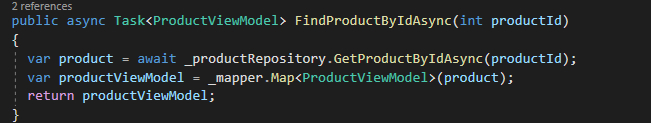 2 references
public async Task<ProductViewModel> FindProductByIdAsync(int productId)
{
var product = await _productRepository.GetProductByIdAsync(productId);
var productViewModel = _mapper.Map<ProductViewModel>(product);
return productViewModel;
}